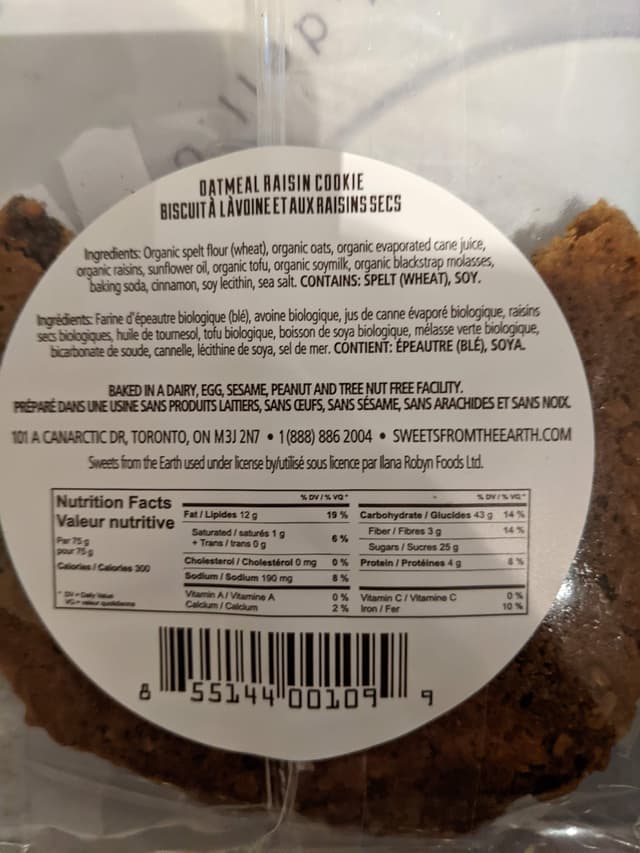 OATMEAL RAISIN COOKIE
BISCUIT À LÀVOINE ET AUX RAISINS SECS
Ingredients: Organic spelt flour (wheat), organic oats, organic evaporated cane juice,
organic raisins, sunflower oil, organic tofu, organic soymilk, organic blackstrap molasses,
baking soda, cinnamon, soy lecithin, sea salt. CONTAINS: SPELT (WHEAT), SOY.
Ingrédients: Farine d'épeautre biologique (blé), avoine biologique, jus de canne évaporé biologique, raisins
secs biologiques, huile de tournesol, tofu biologique, boisson de soya biologique, mélasse verte biologique,
bicarbonate de soude, cannelle, lécithine de soya, sel de mer. CONTIENT: ÉPEAUTRE (BLÉ), SOYA.
BAKED IN A DAIRY, EGG, SESAME, PEANUT AND TREE NUT FREE FACILITY.
PRÉPARÉ DANS UNE USINE SANS PRODUITS LAITIERS, SANS ŒUFS, SANS SÉSAME, SANS ARACHIDES ET SANS NOIX.
101 A CANARCTIC DR, TORONTO, ON M3J 2N7 • 1 (888) 886 2004 • SWEETSFROMTHEEARTH.COM
Sweets from the Earth used under license by/utilisé sous licence par Ilana Robyn Foods Ltd.
Nutrition Facts
Valeur nutritive
Par 75 g
pour 75 g
Calories / Calories 300
* DV = Daily Value
VQ = valeur quotidienne
% DV / % VQ *
Fat / Lipides 12 g 19 %
Saturated / saturés 1 g
+ Trans / trans 0 g 6 %
Cholesterol / Cholestérol 0 mg 0 %
Sodium / Sodium 190 mg 8 %
Vitamin A / Vitamine A 0 %
Calcium / Calcium 2 %
% DV / % VQ *
Carbohydrate / Glucides 43 g 14 %
Fiber / Fibres 3 g 14 %
Sugars / Sucres 25 g
Protein / Protéines 4 g 8 %
Vitamin C / Vitamine C 0 %
Iron / Fer 10 %
8 55144 00109 9